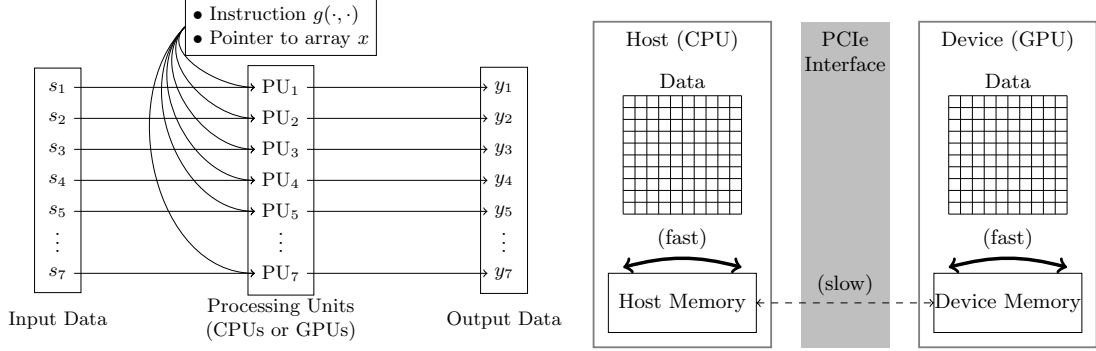 • Instruction g(·, ·)
• Pointer to array x
s₁ PU₁ y₁
s₂ PU₂ y₂
s₃ PU₃ y₃
s₄ PU₄ y₄
s₅ PU₅ y₅
⋮ ⋮ ⋮
s₇ PU₇ y₇
Input Data
Processing Units
(CPUs or GPUs)
Output Data
Host (CPU)
Data
(fast)
Host Memory
PCIe
Interface
(slow)
Device (GPU)
Data
(fast)
Device Memory